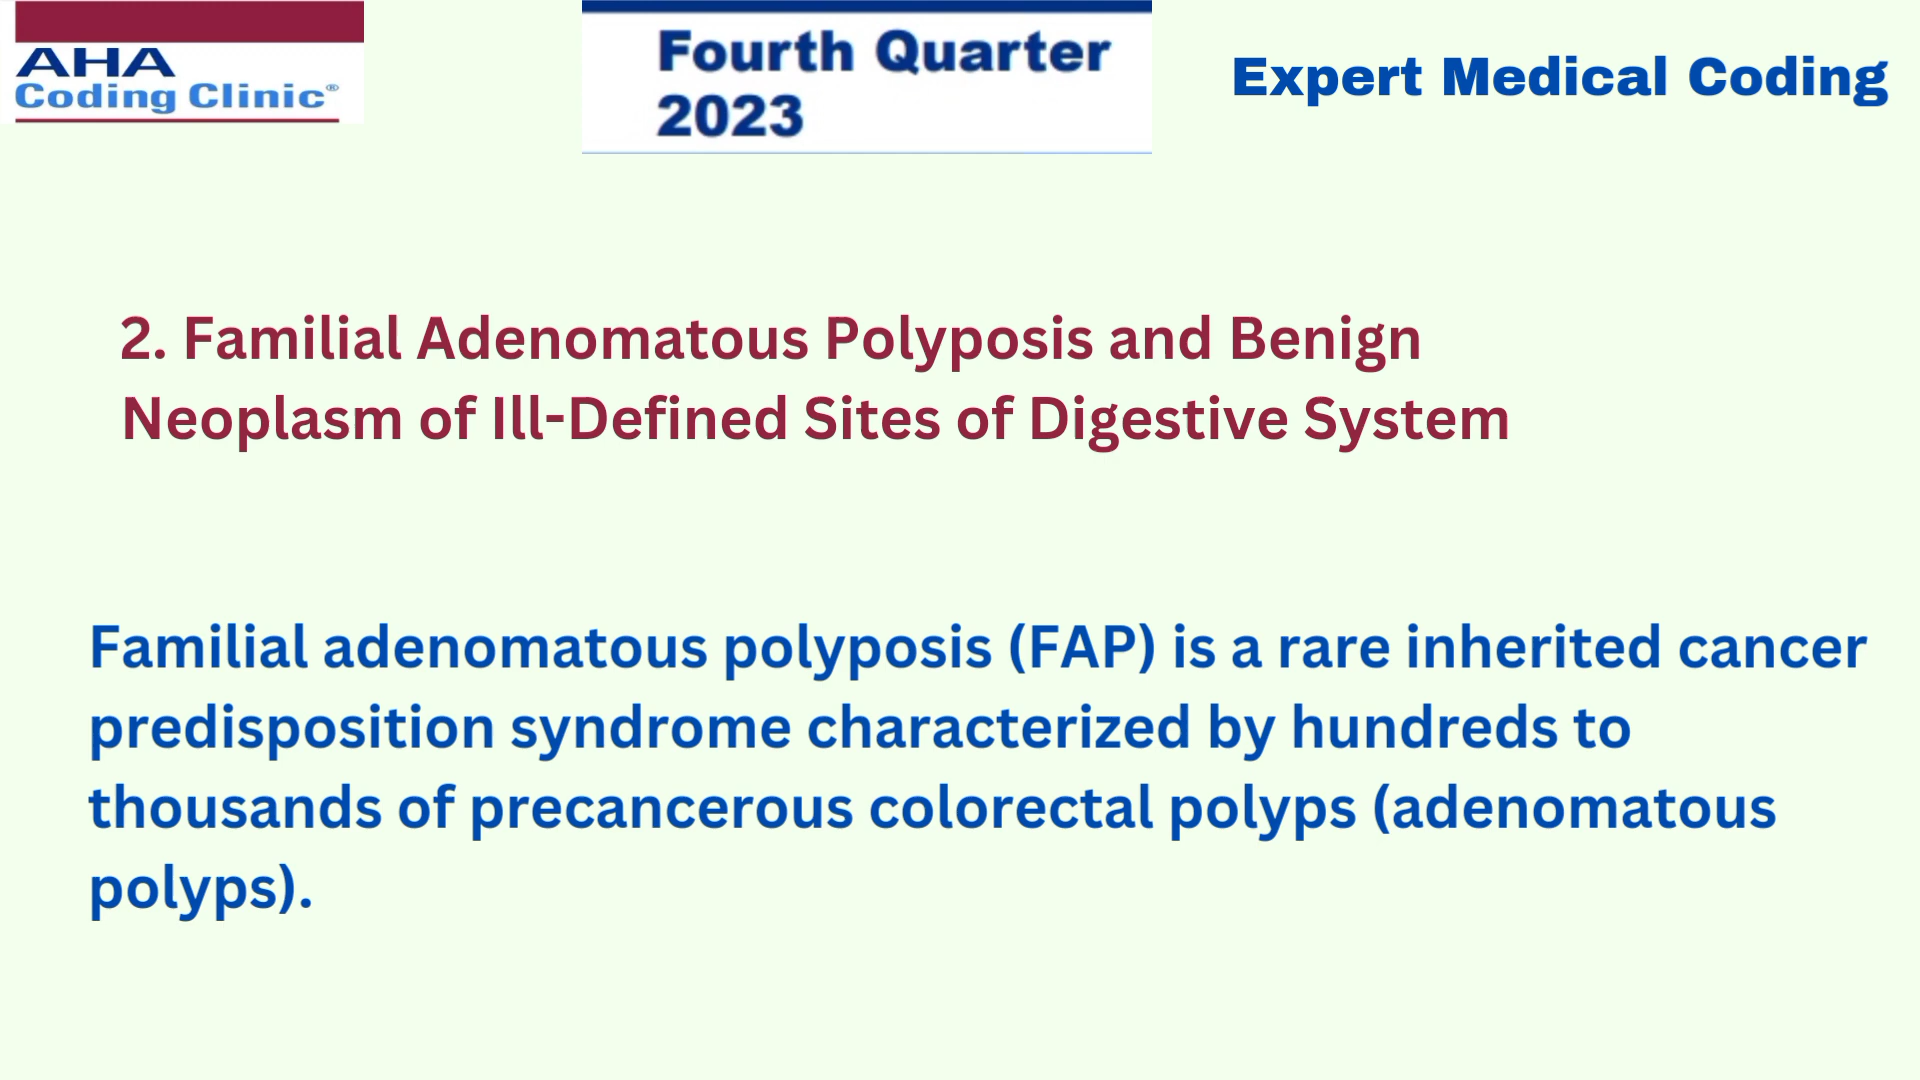 AHA
Coding Clinic®
Fourth Quarter
2023
Expert Medical Coding
2. Familial Adenomatous Polyposis and Benign
Neoplasm of Ill-Defined Sites of Digestive System
Familial adenomatous polyposis (FAP) is a rare inherited cancer
predisposition syndrome characterized by hundreds to
thousands of precancerous colorectal polyps (adenomatous
polyps).